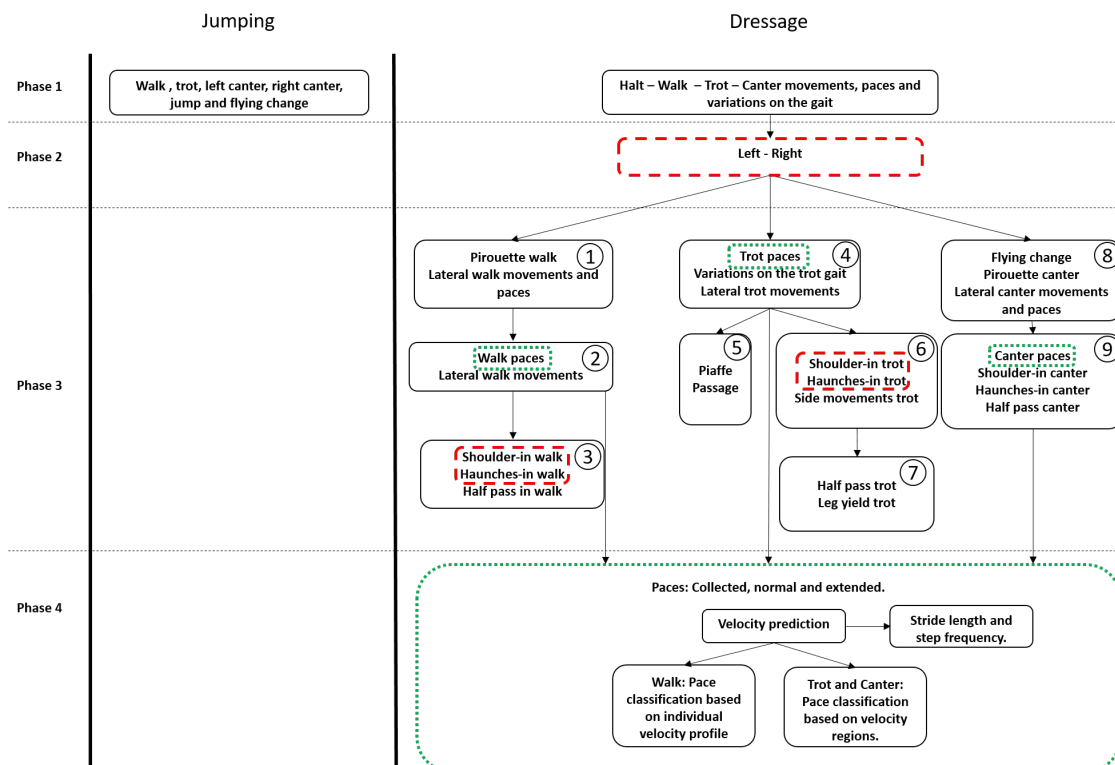 Jumping
Dressage
Phase 1
Walk , trot, left canter, right canter,
jump and flying change
Halt – Walk – Trot – Canter movements, paces and
variations on the gait
Phase 2
Left - Right
Phase 3
1
Pirouette walk
Lateral walk movements and
paces
4
Trot paces
Variations on the trot gait
Lateral trot movements
8
Flying change
Pirouette canter
Lateral canter movements
and paces
2
Walk paces
Lateral walk movements
5
Piaffe
Passage
6
Shoulder-in trot
Haunches-in trot
Side movements trot
9
Canter paces
Shoulder-in canter
Haunches-in canter
Half pass canter
3
Shoulder-in walk
Haunches-in walk
Half pass in walk
7
Half pass trot
Leg yield trot
Phase 4
Paces: Collected, normal and extended.
Velocity prediction
Stride length and
step frequency.
Walk: Pace
classification based
on individual
velocity profile
Trot and Canter:
Pace classification
based on velocity
regions.